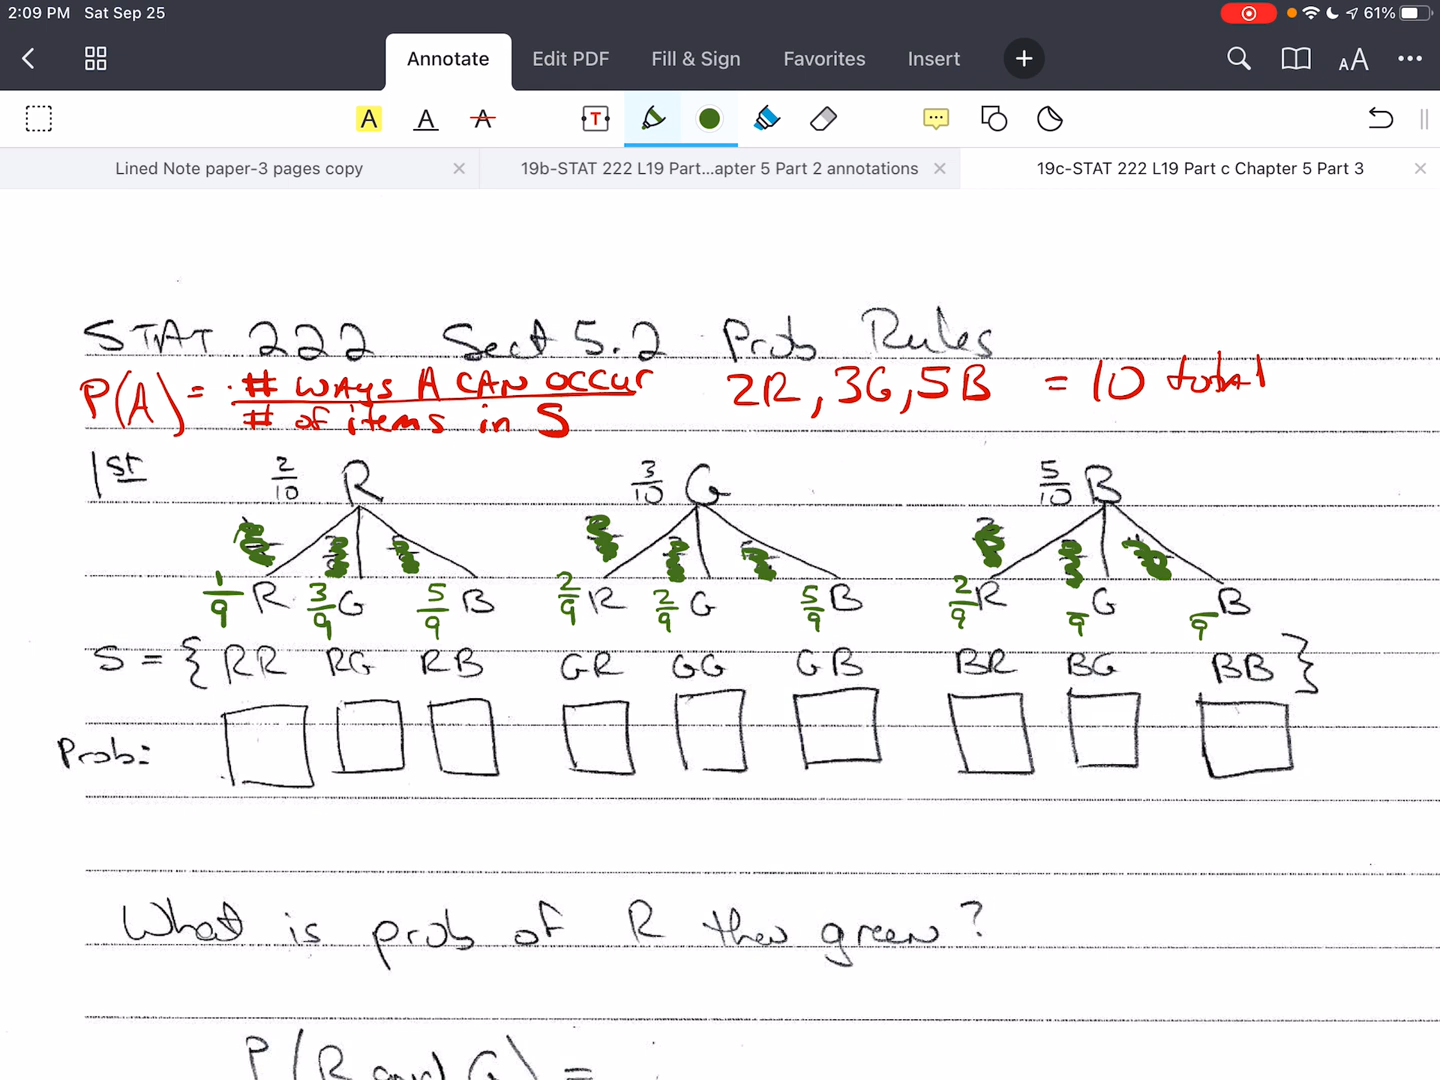 2:09 PM Sat Sep 25 61%
Annotate Edit PDF Fill & Sign Favorites Insert
AA
A A A T
Lined Note paper-3 pages copy 19b-STAT 222 L19 Part...apter 5 Part 2 annotations 19c-STAT 222 L19 Part c Chapter 5 Part 3
STAT 222 Sect 5.2 Prob Rules
P(A) = # ways A can occur / # of items in S 2R, 3G, 5B = 10 total
1st 2/10 R 3/10 G 5/10 B
1/9 R 3/9 G 5/9 B 2/9 R 2/9 G 5/9 B 2/9 R /9 G /9 B
S = { RR RG RB GR GG GB BR BG BB }
Prob:
What is prob of R then green?
P(R and G) =